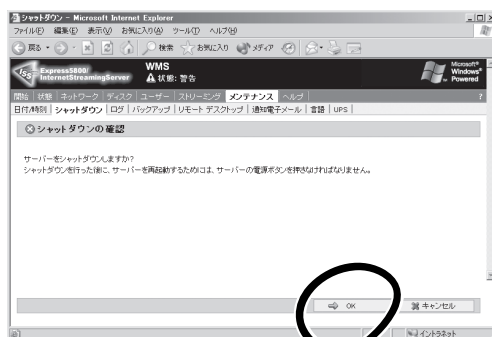 シャットダウン - Microsoft Internet Explorer
ファイル(F) 編集(E) 表示(V) お気に入り(A) ツール(T) ヘルプ(H)
戻る 検索 お気に入り メディア
ISS Express5800/ InternetStreamingServer WMS 状態: 警告 Microsoft® Windows® Powered
開始 状態 ネットワーク ディスク ユーザー ストリーミング メンテナンス ヘルプ ?
日付/時刻 | シャットダウン | ログ | バックアップ | リモート デスクトップ | 通知電子メール | 言語 | UPS |
シャットダウンの確認
サーバーをシャットダウンしますか?
シャットダウンを行った後に、サーバーを再起動するためには、サーバーの電源ボタンを押さなければなりません。
OK キャンセル
イントラネット